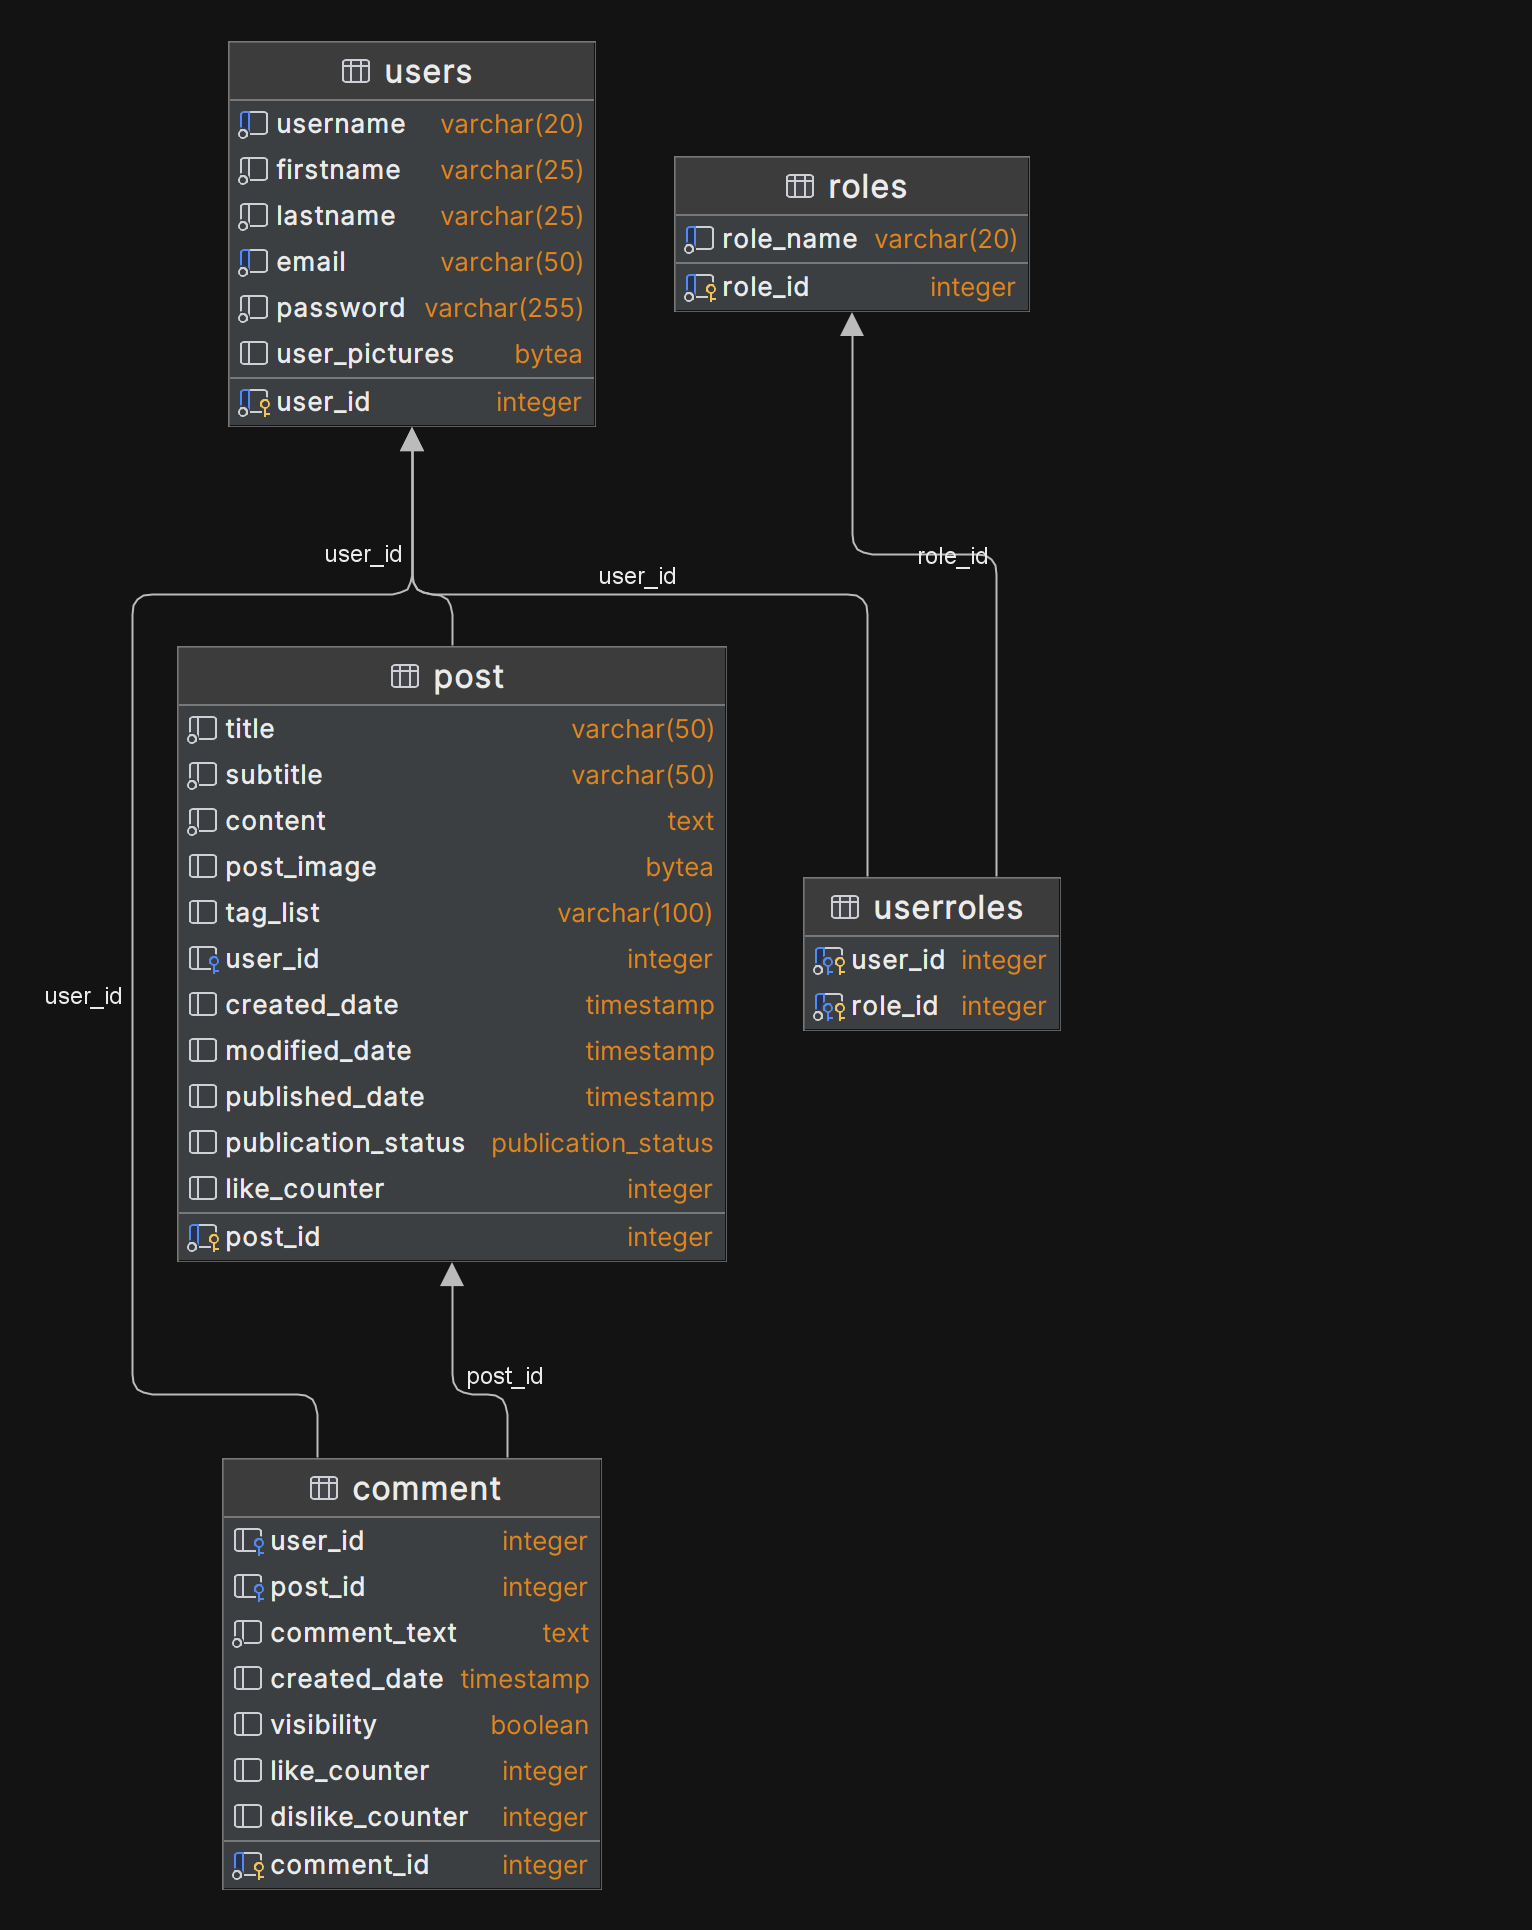 users
username varchar(20)
firstname varchar(25)
lastname varchar(25)
email varchar(50)
password varchar(255)
user_pictures bytea
user_id integer
roles
role_name varchar(20)
role_id integer
user_id
user_id
role_id
post
title varchar(50)
subtitle varchar(50)
content text
post_image bytea
tag_list varchar(100)
user_id integer
created_date timestamp
modified_date timestamp
published_date timestamp
publication_status publication_status
like_counter integer
post_id integer
userroles
user_id integer
role_id integer
user_id
post_id
comment
user_id integer
post_id integer
comment_text text
created_date timestamp
visibility boolean
like_counter integer
dislike_counter integer
comment_id integer